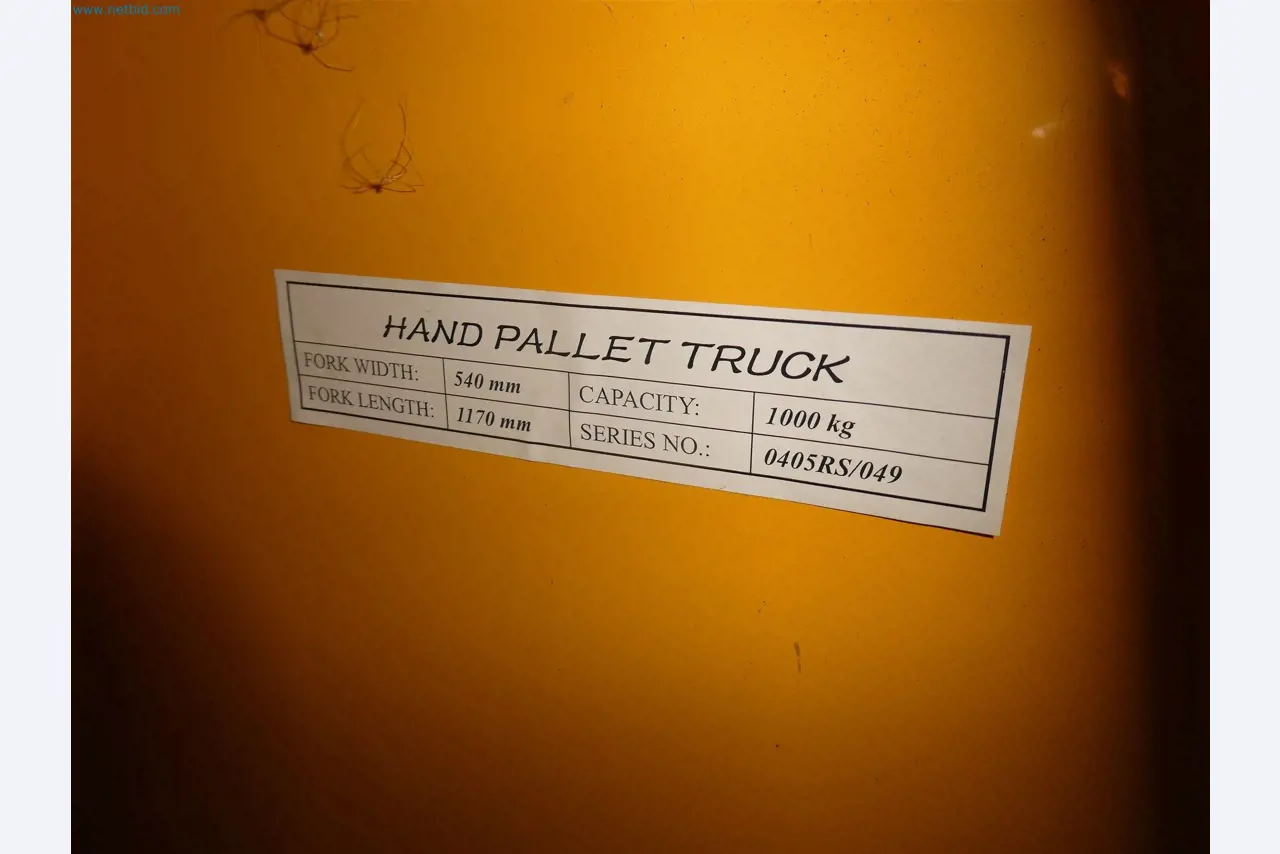 www.netbid.com
HAND PALLET TRUCK
FORK WIDTH: 540 mm CAPACITY: 1000 kg
FORK LENGTH: 1170 mm SERIES NO.: 0405RS/049